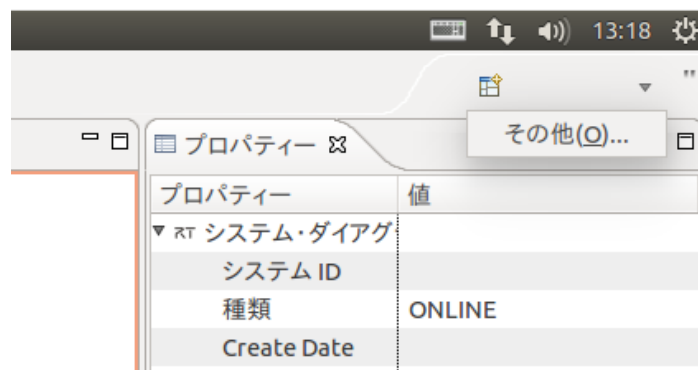 13:18
"
その他(O)...
プロパティー
プロパティー 値
RT システム・ダイアグ
システム ID
種類 ONLINE
Create Date